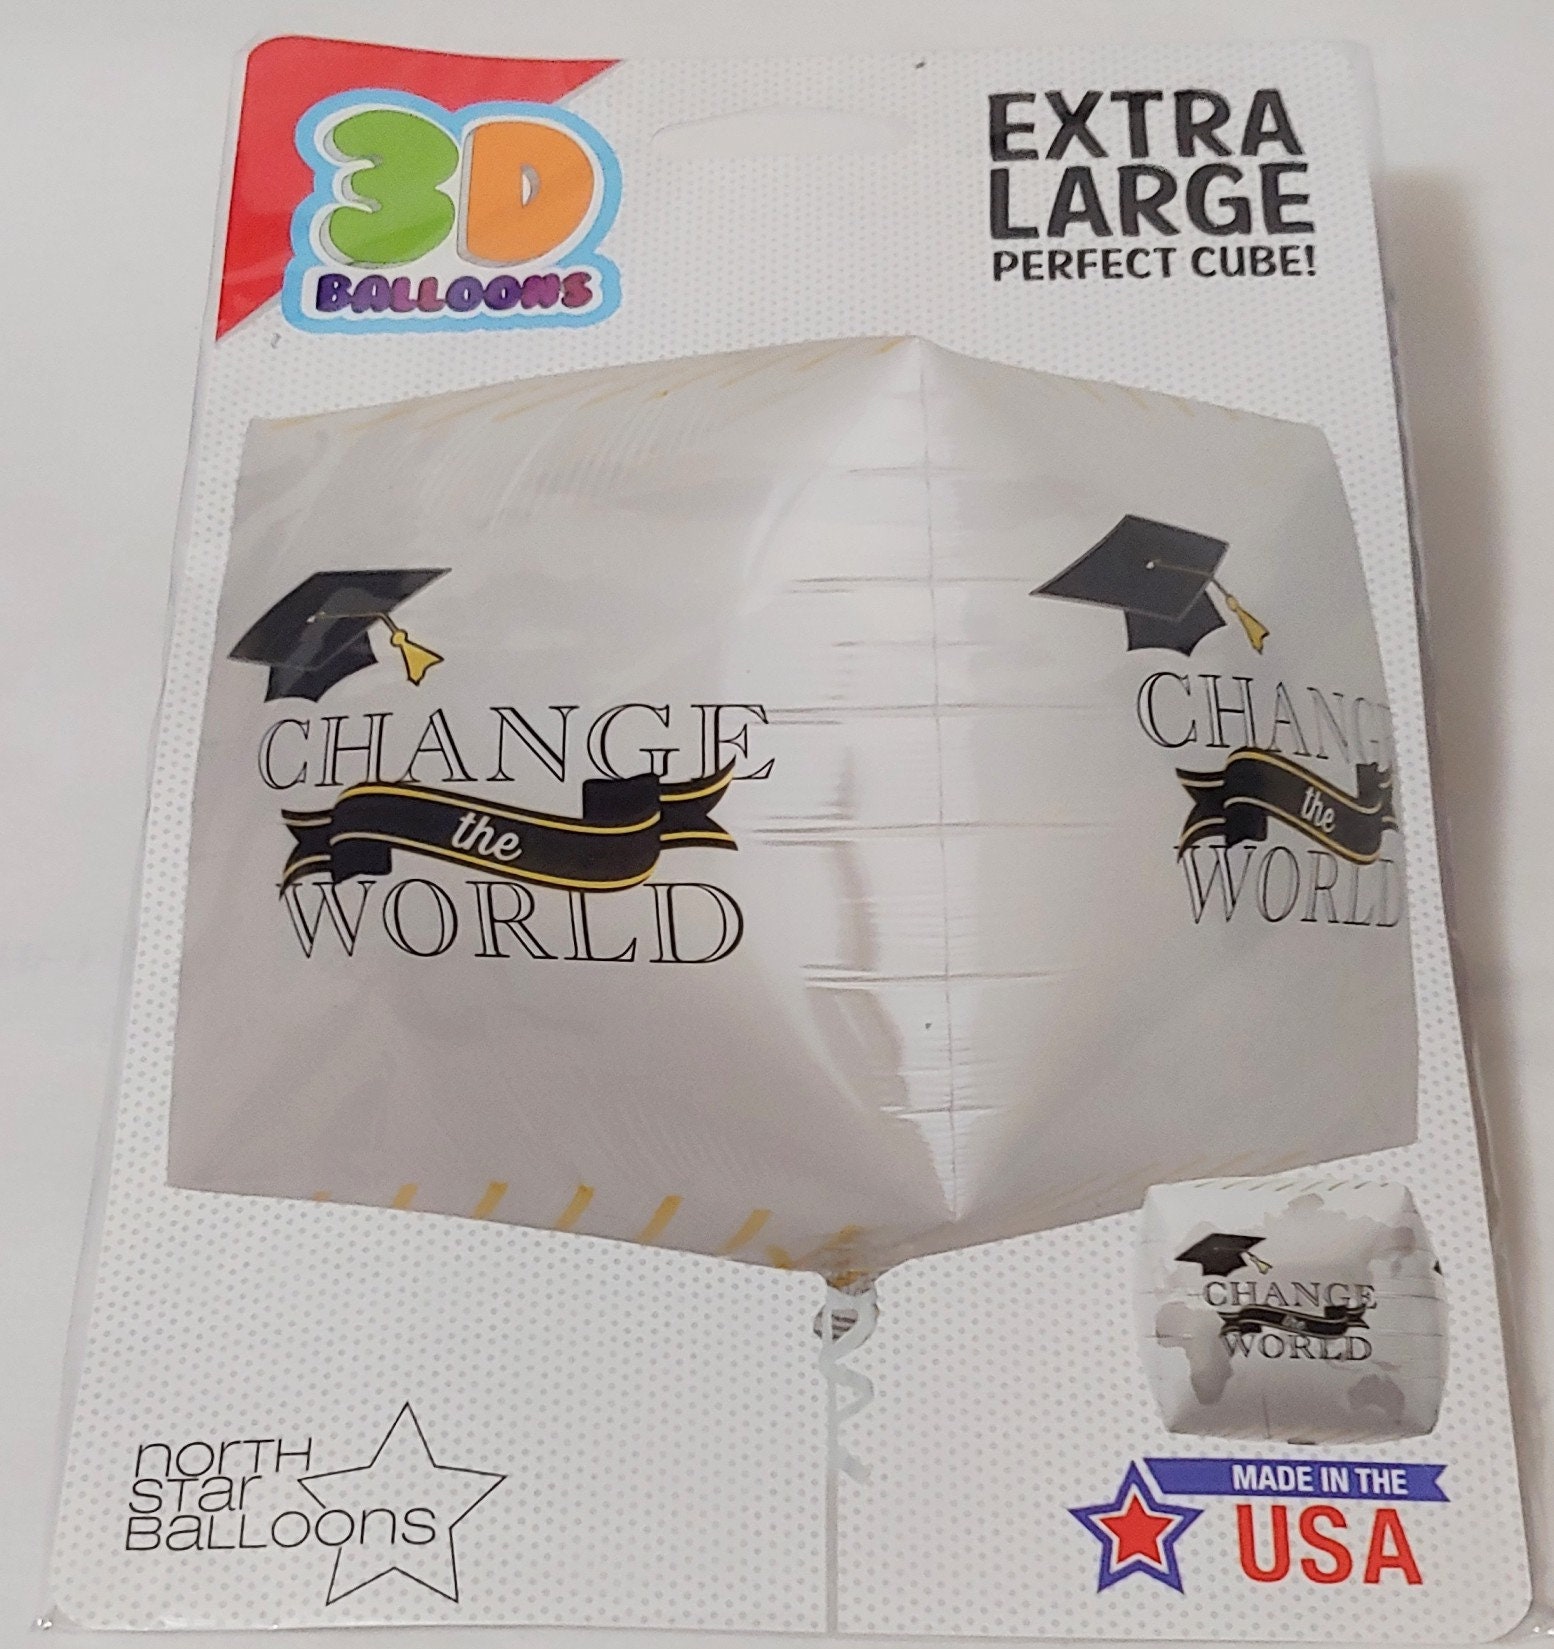 3D
BALLOONS
EXTRA
LARGE
PERFECT CUBE!
CHANGE
the
WORLD
CHANGE
the
WORLD
CHANGE
the
WORLD
norTH
STar
BaLLOOns
MADE IN THE
USA